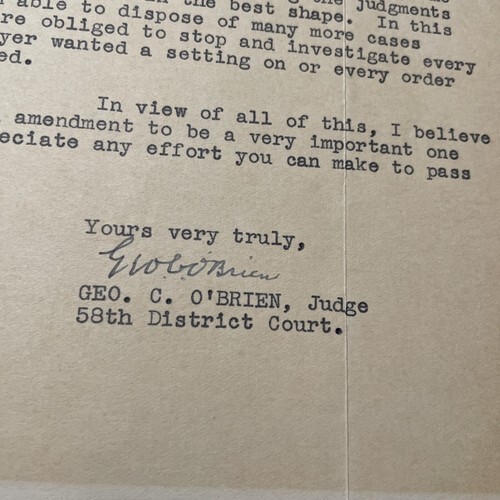 the best shape. In this
able to dispose of many more cases
re obliged to stop and investigate every
yer wanted a setting on or every order
ed.
In view of all of this, I believe
amendment to be a very important one
eciate any effort you can make to pass
Yours very truly,
Geo. C. O'Brien
GEO. C. O'BRIEN, Judge
58th District Court.